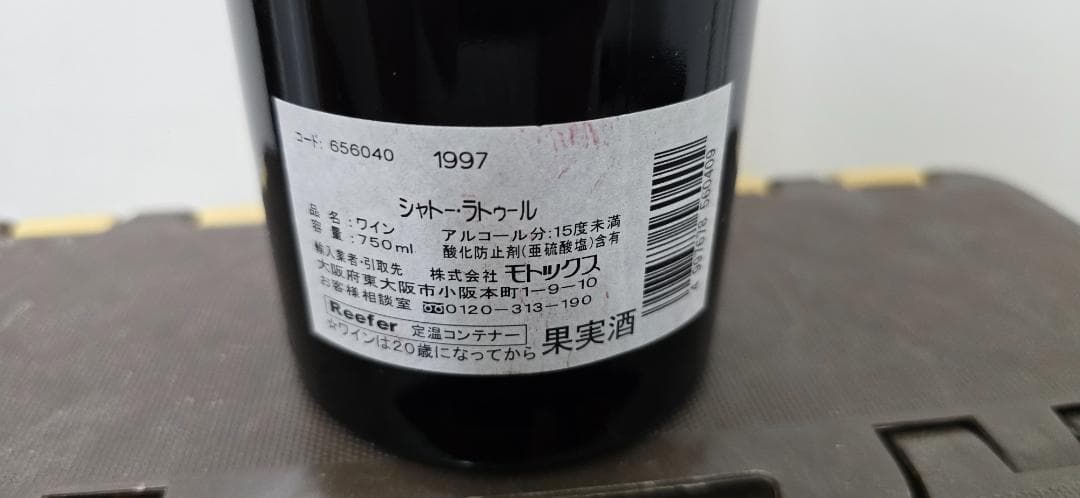 コード: 656040 1997
シャトー・ラトゥール
品 名:ワイン アルコール分:15度未満
容 量:750ml 酸化防止剤(亜硫酸塩)含有
輸入業者・引取先 株式会社 モトックス
大阪府東大阪市小阪本町1-9-10
お客様相談室 0120-313-190
Reefer 定温コンテナー
☆ワインは20歳になってから 果実酒
4 997678 560409